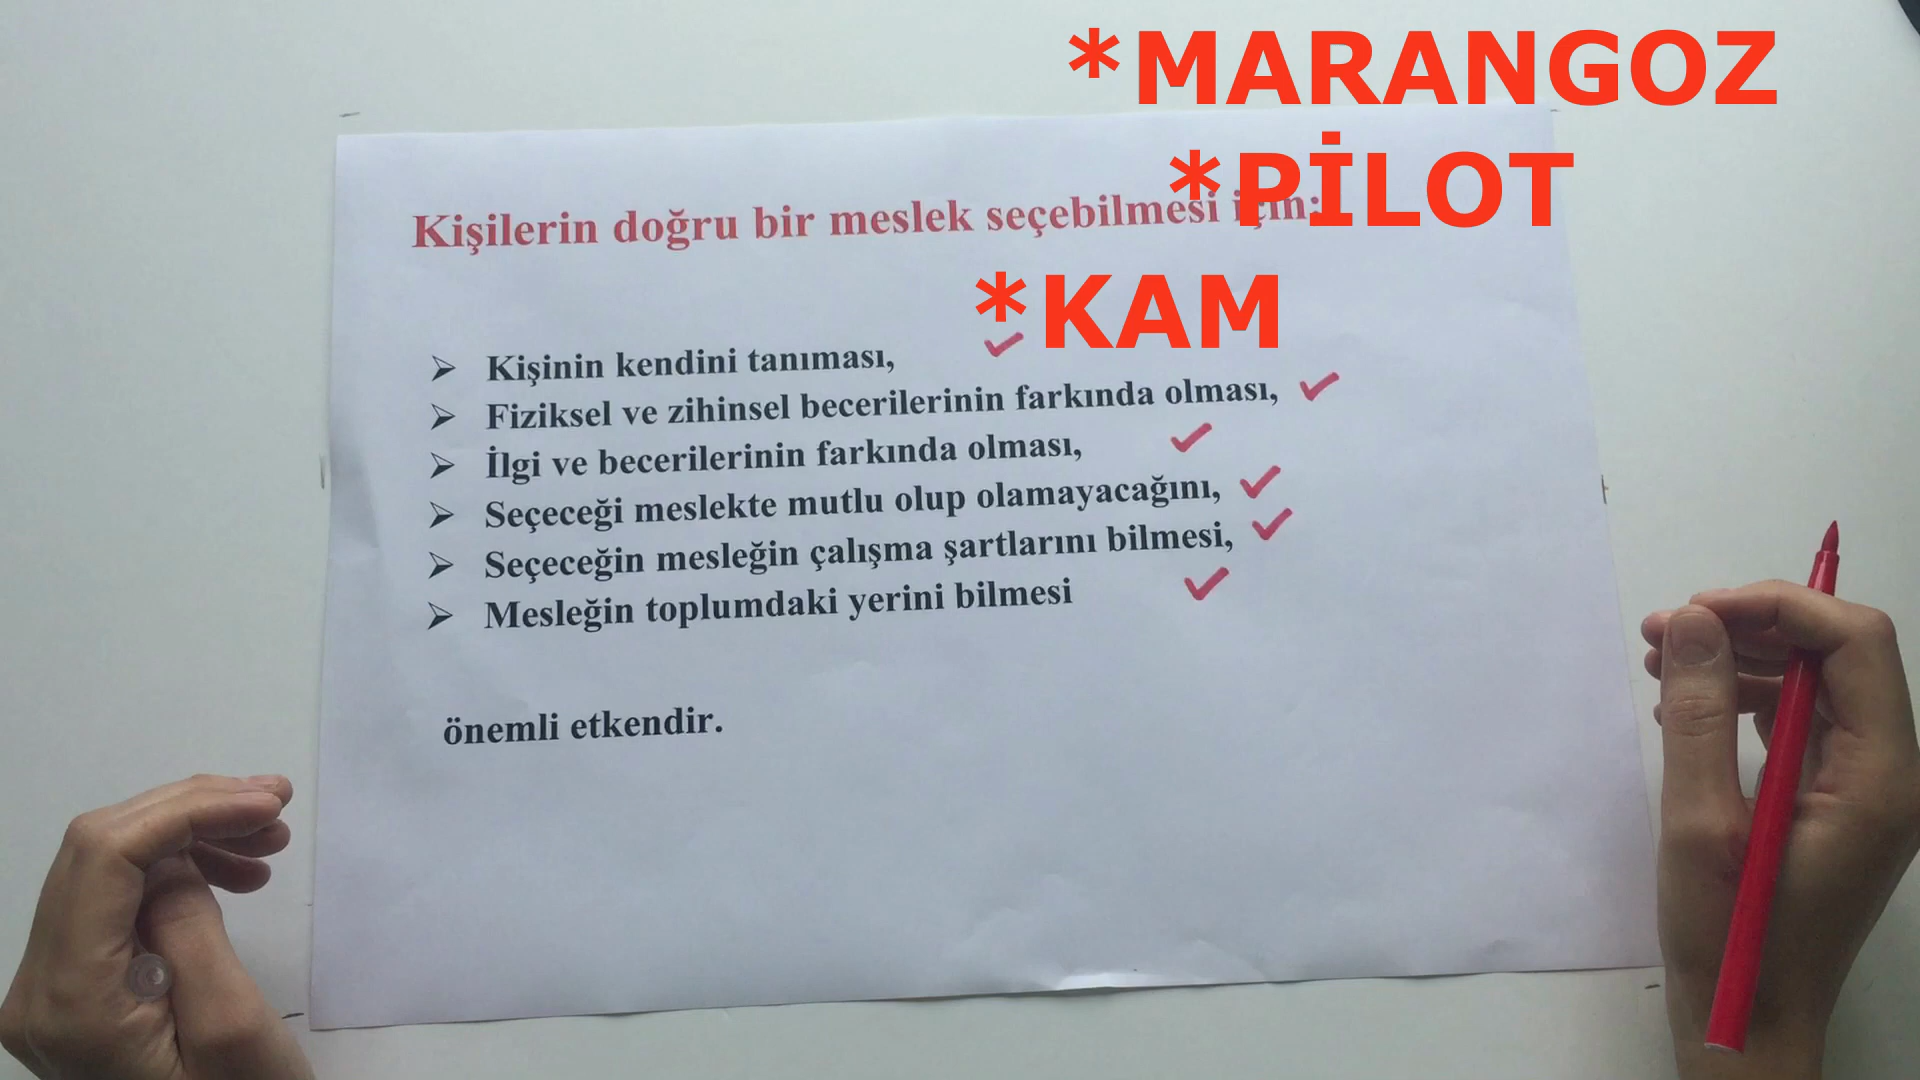 *MARANGOZ
*PİLOT
*KAM
Kişilerin doğru bir meslek seçebilmesi için:
Kişinin kendini tanıması,
Fiziksel ve zihinsel becerilerinin farkında olması,
İlgi ve becerilerinin farkında olması,
Seçeceği meslekte mutlu olup olamayacağını,
Seçeceğin mesleğin çalışma şartlarını bilmesi,
Mesleğin toplumdaki yerini bilmesi
önemli etkendir.